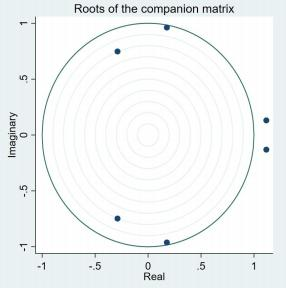 Roots of the companion matrix
1
.5
0
-.5
-1
Imaginary
-1 -.5 0 .5 1
Real